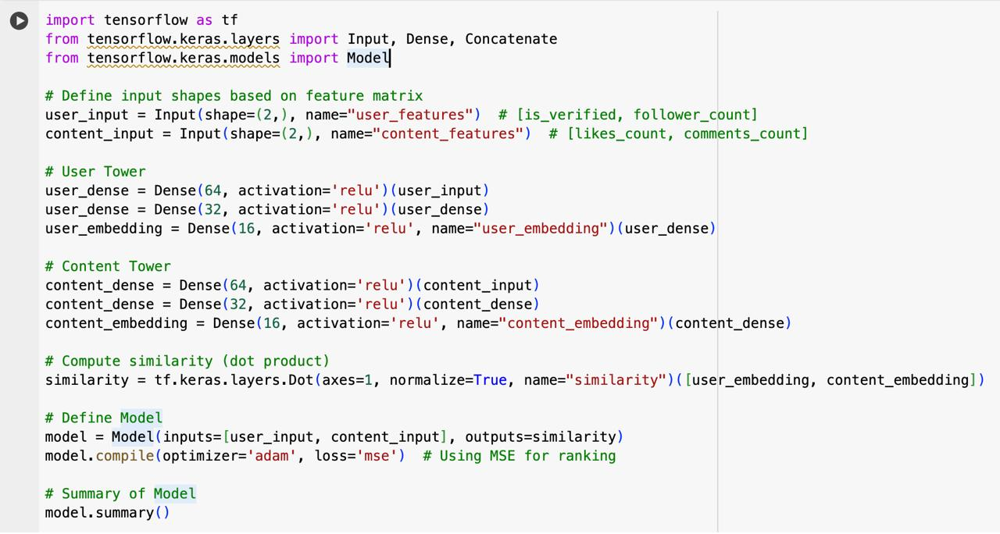 import tensorflow as tf
from tensorflow.keras.layers import Input, Dense, Concatenate
from tensorflow.keras.models import Model
# Define input shapes based on feature matrix
user_input = Input(shape=(2,), name="user_features")  # [is_verified, follower_count]
content_input = Input(shape=(2,), name="content_features")  # [likes_count, comments_count]
# User Tower
user_dense = Dense(64, activation='relu')(user_input)
user_dense = Dense(32, activation='relu')(user_dense)
user_embedding = Dense(16, activation='relu', name="user_embedding")(user_dense)
# Content Tower
content_dense = Dense(64, activation='relu')(content_input)
content_dense = Dense(32, activation='relu')(content_dense)
content_embedding = Dense(16, activation='relu', name="content_embedding")(content_dense)
# Compute similarity (dot product)
similarity = tf.keras.layers.Dot(axes=1, normalize=True, name="similarity")([user_embedding, content_embedding])
# Define Model
model = Model(inputs=[user_input, content_input], outputs=similarity)
model.compile(optimizer='adam', loss='mse')  # Using MSE for ranking
# Summary of Model
model.summary()